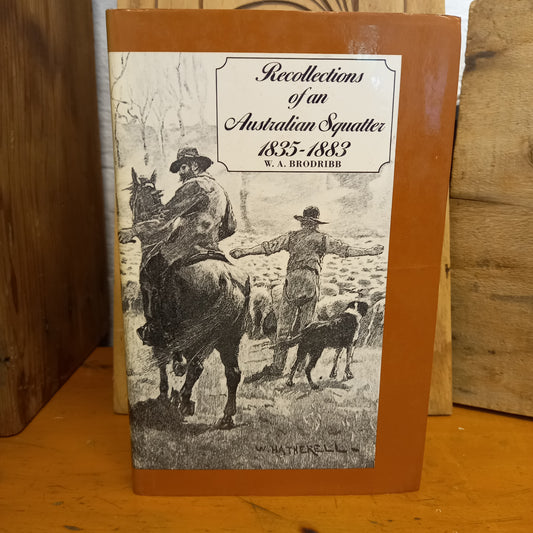 Recollections
of an
Australian Squatter
1835-1883
W. A. BRODRIBB
W. HATHERELL